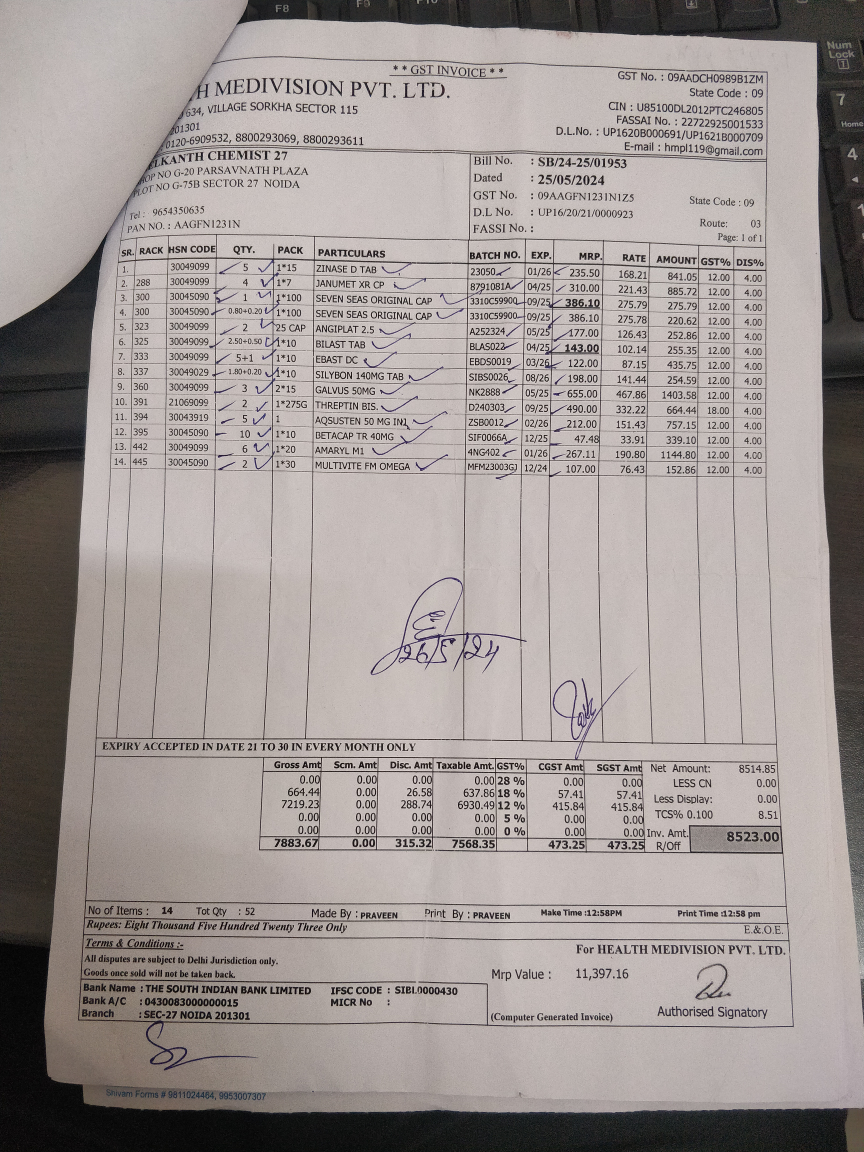 F8
F9
F10
Num
Lock
1
7
Home
4
** GST INVOICE **
H MEDIVISION PVT. LTD.
634, VILLAGE SORKHA SECTOR 115
201301
0120-6909532, 8800293069, 8800293611
GST No. : 09AADCH0989B1ZM
State Code : 09
CIN : U85100DL2012PTC246805
FASSAI No. : 22722925001533
D.L.No. : UP1620B000691/UP1621B000709
E-mail : hmpl119@gmail.com
ELKANTH CHEMIST 27
HOP NO G-20 PARSAVNATH PLAZA
PLOT NO G-75B SECTOR 27 NOIDA
Tel : 9654350635
PAN NO. : AAGFN1231N
Bill No. : SB/24-25/01953
Dated : 25/05/2024
GST No. : 09AAGFN1231N1Z5 State Code : 09
D.L No. : UP16/20/21/0000923
FASSI No. : Route: 03
Page: 1 of 1
SR. RACK HSN CODE QTY. PACK PARTICULARS BATCH NO. EXP. MRP. RATE AMOUNT GST% DIS%
1. 30049099 5 1*15 ZINASE D TAB 23050 01/26 235.50 168.21 841.05 12.00 4.00
2. 288 30049099 4 1*7 JANUMET XR CP 8791081A 04/25 310.00 221.43 885.72 12.00 4.00
3. 300 30045090 1 1*100 SEVEN SEAS ORIGINAL CAP 3310C59900 09/25 386.10 275.79 275.79 12.00 4.00
4. 300 30045090 0.80+0.20 1*100 SEVEN SEAS ORIGINAL CAP 3310C59900 09/25 386.10 275.78 220.62 12.00 4.00
5. 323 30049099 2 25 CAP ANGIPLAT 2.5 A252324 05/25 177.00 126.43 252.86 12.00 4.00
6. 325 30049099 2.50+0.50 1*10 BILAST TAB BLAS022 04/25 143.00 102.14 255.35 12.00 4.00
7. 333 30049099 5+1 1*10 EBAST DC EBDS0019 03/26 122.00 87.15 435.75 12.00 4.00
8. 337 30049029 1.80+0.20 1*10 SILYBON 140MG TAB SIBS0026 08/26 198.00 141.44 254.59 12.00 4.00
9. 360 30049099 3 2*15 GALVUS 50MG NK2888 05/25 655.00 467.86 1403.58 12.00 4.00
10. 391 21069099 2 1*275G THREPTIN BIS. D240303 09/25 490.00 332.22 664.44 18.00 4.00
11. 394 30043919 5 1 AQSUSTEN 50 MG INJ ZSB0012 02/26 212.00 151.43 757.15 12.00 4.00
12. 395 30045090 10 1*10 BETACAP TR 40MG SIF0066A 12/25 47.48 33.91 339.10 12.00 4.00
13. 442 30049099 6 1*20 AMARYL M1 4NG402 01/26 267.11 190.80 1144.80 12.00 4.00
14. 445 30045090 2 1*30 MULTIVITE FM OMEGA MFM23003GJ 12/24 107.00 76.43 152.86 12.00 4.00
26/5/24
EXPIRY ACCEPTED IN DATE 21 TO 30 IN EVERY MONTH ONLY
Gross Amt Scm. Amt Disc. Amt Taxable Amt. GST% CGST Amt SGST Amt
0.00 0.00 0.00 0.00 28 % 0.00 0.00
664.44 0.00 26.58 637.86 18 % 57.41 57.41
7219.23 0.00 288.74 6930.49 12 % 415.84 415.84
0.00 0.00 0.00 0.00 5 % 0.00 0.00
0.00 0.00 0.00 0.00 0 % 0.00 0.00
7883.67 0.00 315.32 7568.35 473.25 473.25
Net Amount: 8514.85
LESS CN 0.00
Less Display: 0.00
TCS% 0.100 8.51
Inv. Amt. 8523.00
R/Off
No of Items : 14 Tot Qty : 52 Made By : PRAVEEN Print By : PRAVEEN Make Time :12:58PM Print Time :12:58 pm
Rupees: Eight Thousand Five Hundred Twenty Three Only E.&.O.E.
Terms & Conditions :-
All disputes are subject to Delhi Jurisdiction only.
Goods once sold will not be taken back.
For HEALTH MEDIVISION PVT. LTD.
Mrp Value : 11,397.16
Bank Name : THE SOUTH INDIAN BANK LIMITED IFSC CODE : SIBL0000430
Bank A/C : 0430083000000015 MICR No :
Branch : SEC-27 NOIDA 201301
(Computer Generated Invoice)
Authorised Signatory
Shivam Forms # 9811024464, 9953007307